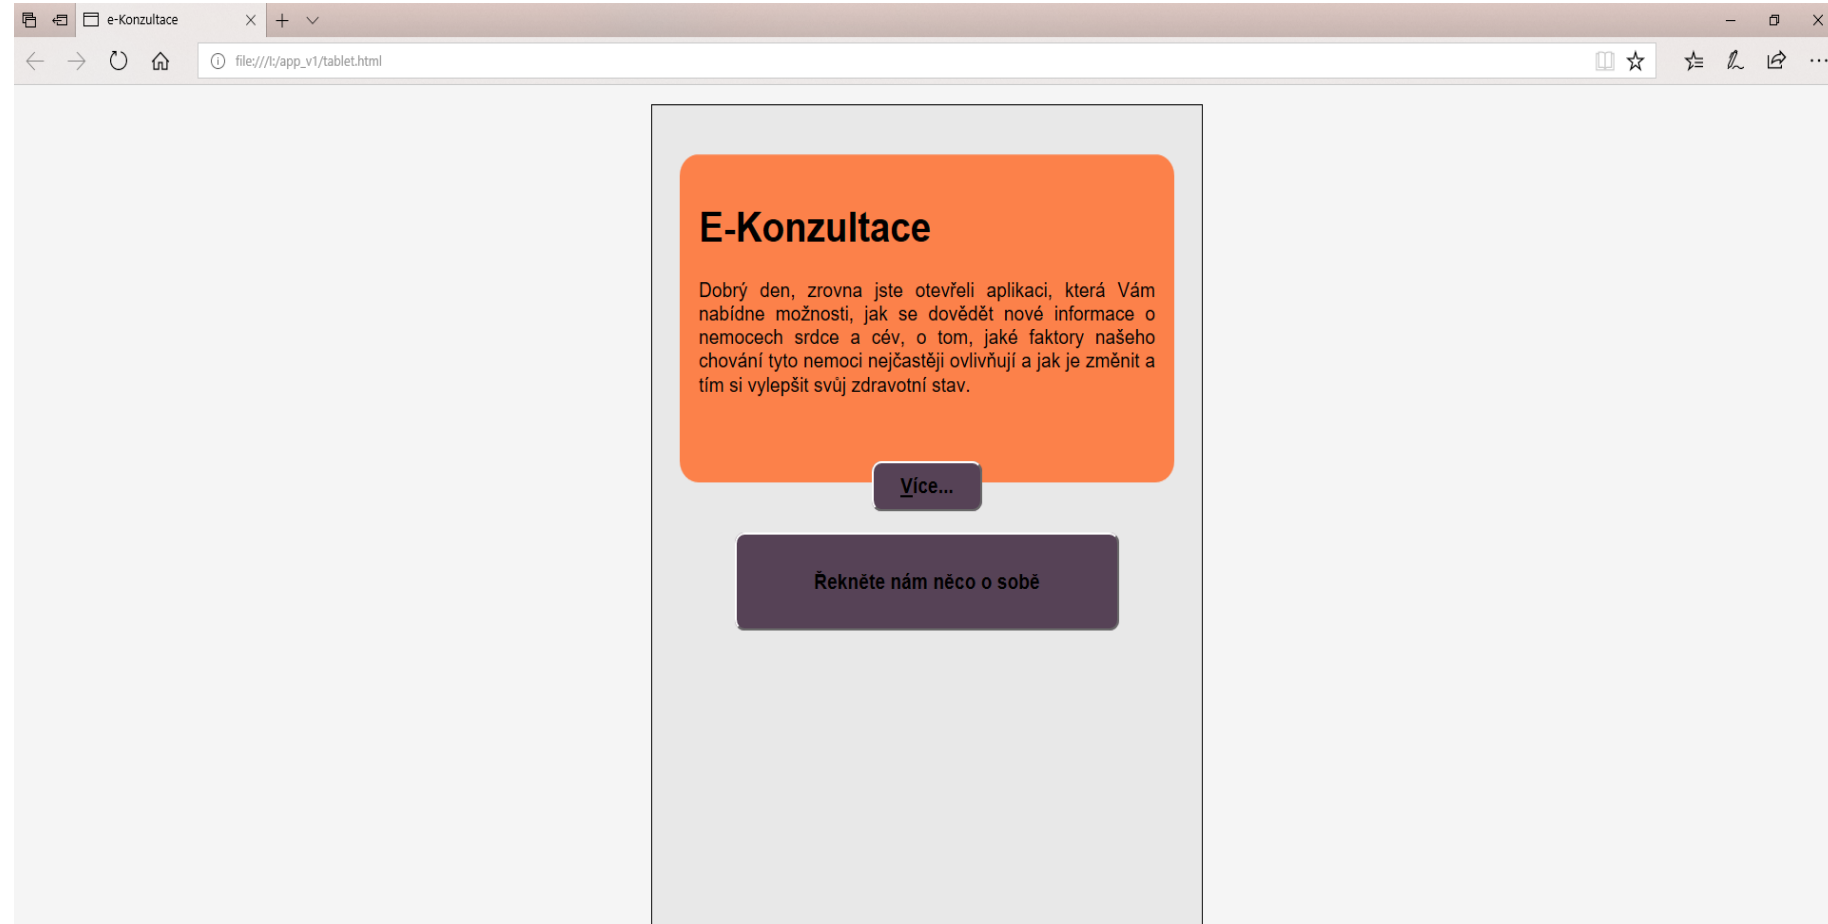 e-Konzultace
file:///I:/app_v1/tablet.html
E-Konzultace
Dobrý den, zrovna jste otevřeli aplikaci, která Vám
nabídne možnosti, jak se dovědět nové informace o
nemocech srdce a cév, o tom, jaké faktory našeho
chování tyto nemoci nejčastěji ovlivňují a jak je změnit a
tím si vylepšit svůj zdravotní stav.
Více...
Řekněte nám něco o sobě